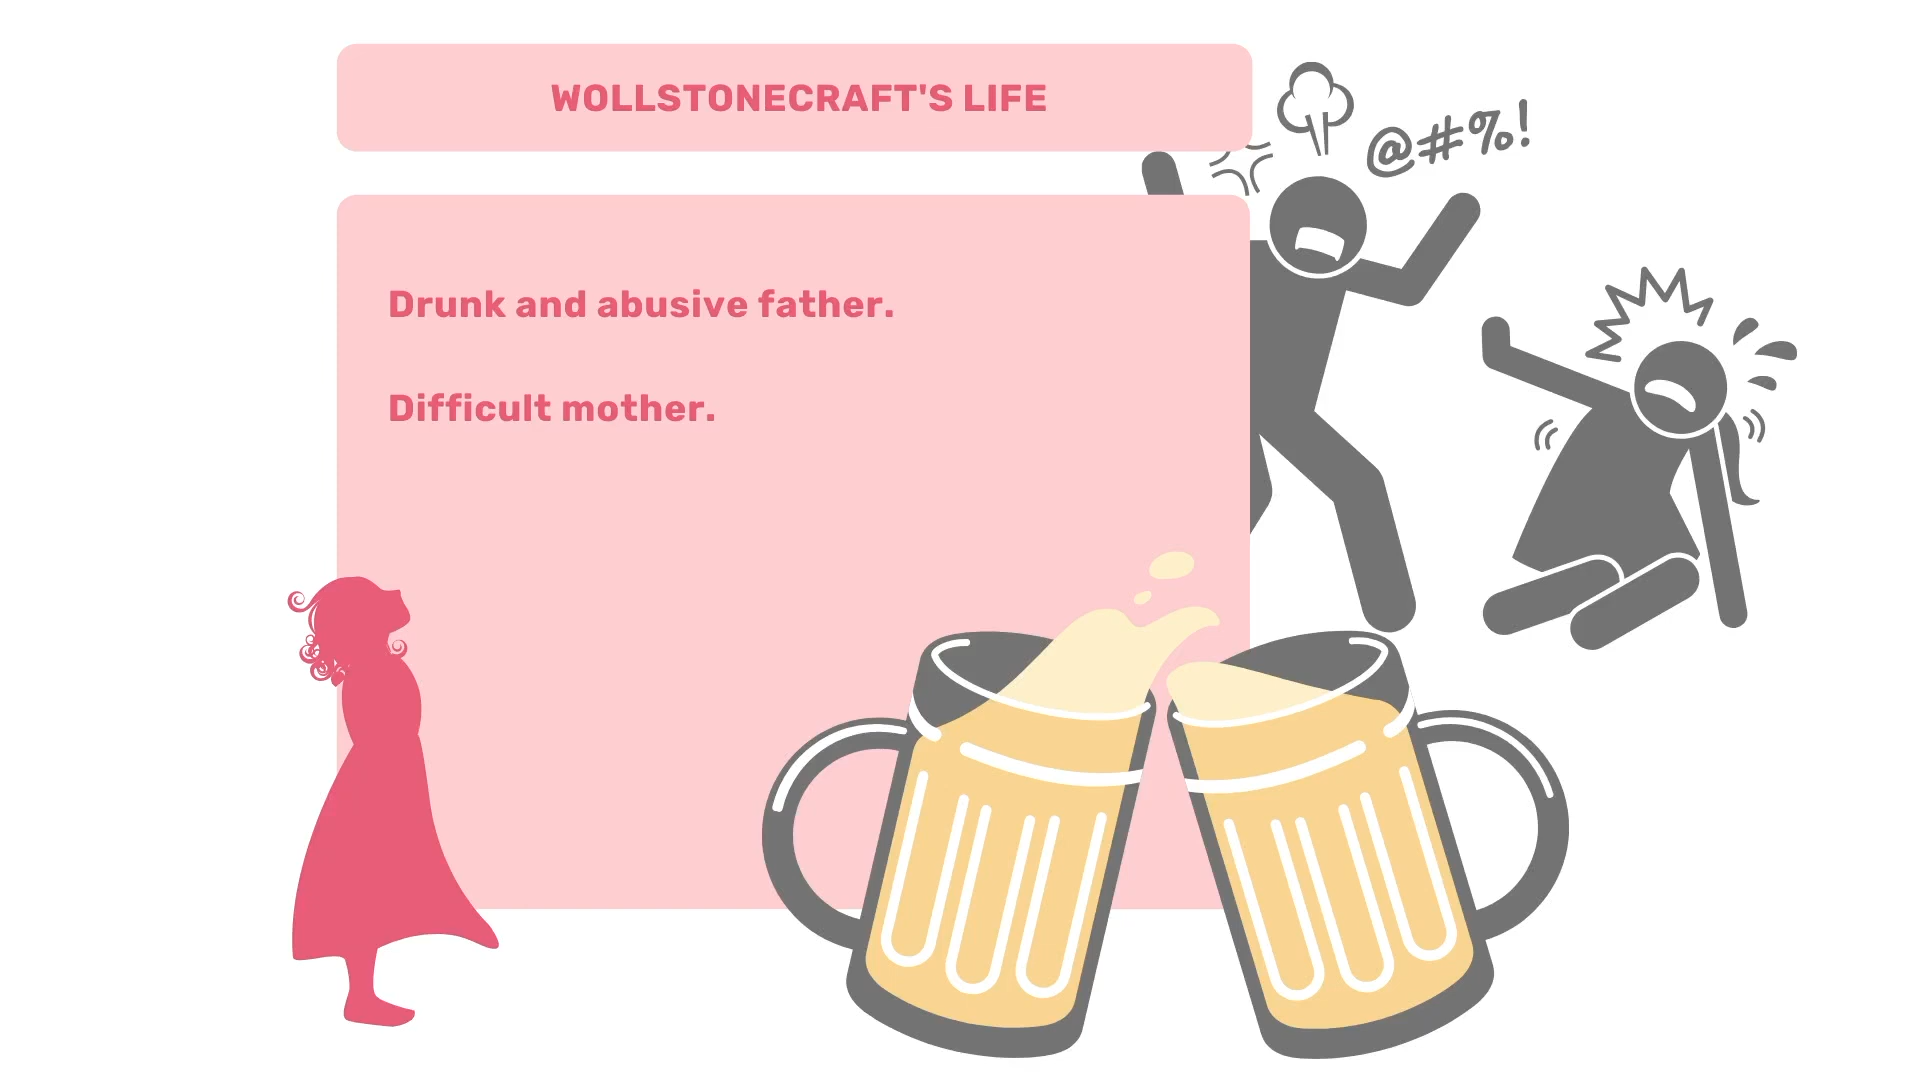 WOLLSTONECRAFT'S LIFE
@#%!
Drunk and abusive father.
Difficult mother.